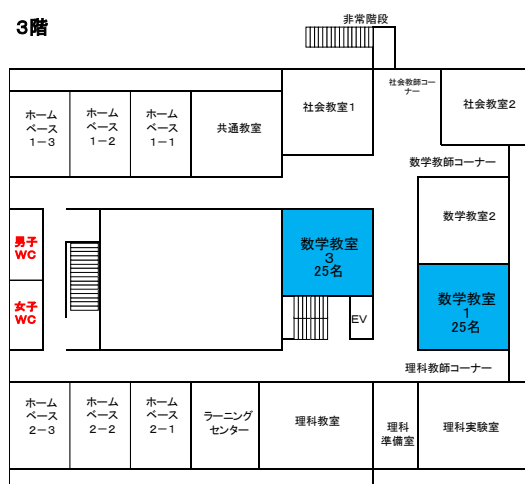 3階
非常階段
社会教師コー
ナー
ホーム
ベース
1－3
ホーム
ベース
1－2
ホーム
ベース
1－1
共通教室
社会教室1
社会教室2
数学教師コーナー
男子
WC
女子
WC
数学教室
3
25名
EV
数学教室2
数学教室
1
25名
理科教師コーナー
ホーム
ベース
2－3
ホーム
ベース
2－2
ホーム
ベース
2－1
ラーニング
センター
理科教室
理科
準備室
理科実験室